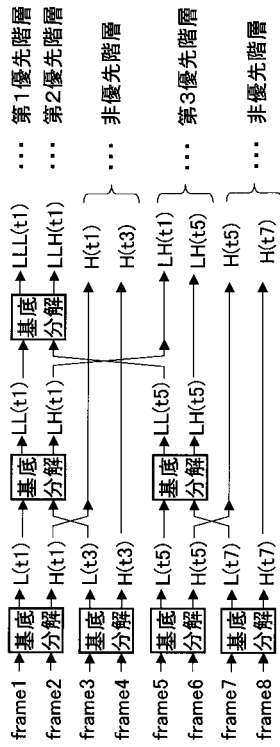 frame1 基底 L(t1) 基底 LL(t1) 基底 LLL(t1) ··· 第1優先階層
frame2 分解 H(t1) 分解 LH(t1) 分解 LLH(t1) ··· 第2優先階層
frame3 基底 L(t3) H(t1)
··· 非優先階層
frame4 分解 H(t3) H(t3)
frame5 基底 L(t5) 基底 LL(t5) LH(t1)
··· 第3優先階層
frame6 分解 H(t5) 分解 LH(t5) LH(t5)
frame7 基底 L(t7) H(t5)
··· 非優先階層
frame8 分解 H(t7) H(t7)